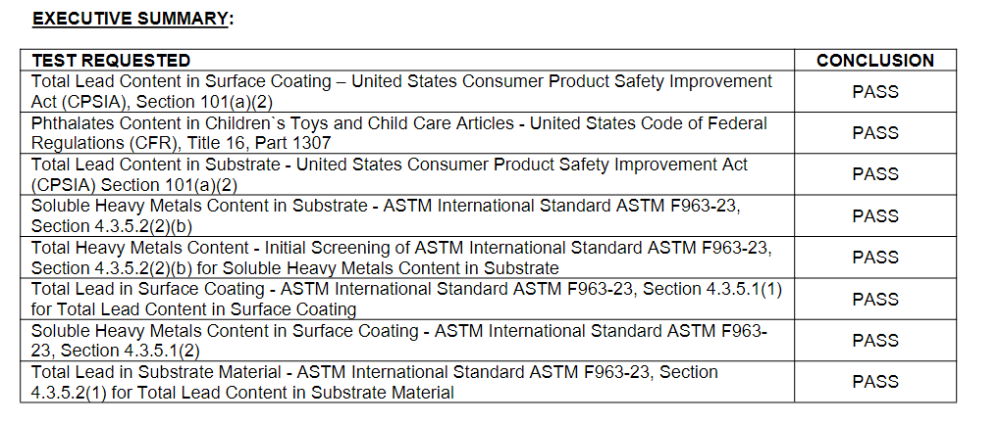 EXECUTIVE SUMMARY:
TEST REQUESTED CONCLUSION
Total Lead Content in Surface Coating – United States Consumer Product Safety Improvement
Act (CPSIA), Section 101(a)(2) PASS
Phthalates Content in Children`s Toys and Child Care Articles - United States Code of Federal
Regulations (CFR), Title 16, Part 1307 PASS
Total Lead Content in Substrate - United States Consumer Product Safety Improvement Act
(CPSIA) Section 101(a)(2) PASS
Soluble Heavy Metals Content in Substrate - ASTM International Standard ASTM F963-23,
Section 4.3.5.2(2)(b) PASS
Total Heavy Metals Content - Initial Screening of ASTM International Standard ASTM F963-23,
Section 4.3.5.2(2)(b) for Soluble Heavy Metals Content in Substrate PASS
Total Lead in Surface Coating - ASTM International Standard ASTM F963-23, Section 4.3.5.1(1)
for Total Lead Content in Surface Coating PASS
Soluble Heavy Metals Content in Surface Coating - ASTM International Standard ASTM F963-
23, Section 4.3.5.1(2) PASS
Total Lead in Substrate Material - ASTM International Standard ASTM F963-23, Section
4.3.5.2(1) for Total Lead Content in Substrate Material PASS